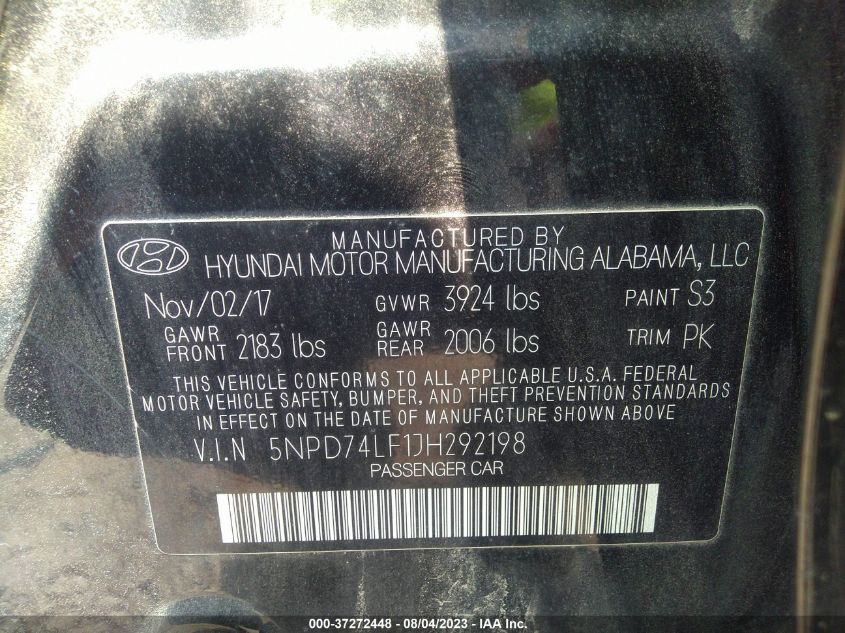 MANUFACTURED BY
HYUNDAI MOTOR MANUFACTURING ALABAMA, LLC
Nov/02/17 GVWR 3924 lbs PAINT S3
GAWR FRONT 2183 lbs GAWR REAR 2006 lbs TRIM PK
THIS VEHICLE CONFORMS TO ALL APPLICABLE U.S.A. FEDERAL
MOTOR VEHICLE SAFETY, BUMPER, AND THEFT PREVENTION STANDARDS
IN EFFECT ON THE DATE OF MANUFACTURE SHOWN ABOVE
V.I.N 5NPD74LF1JH292198
PASSENGER CAR
000-37272448 - 08/04/2023 - IAA Inc.